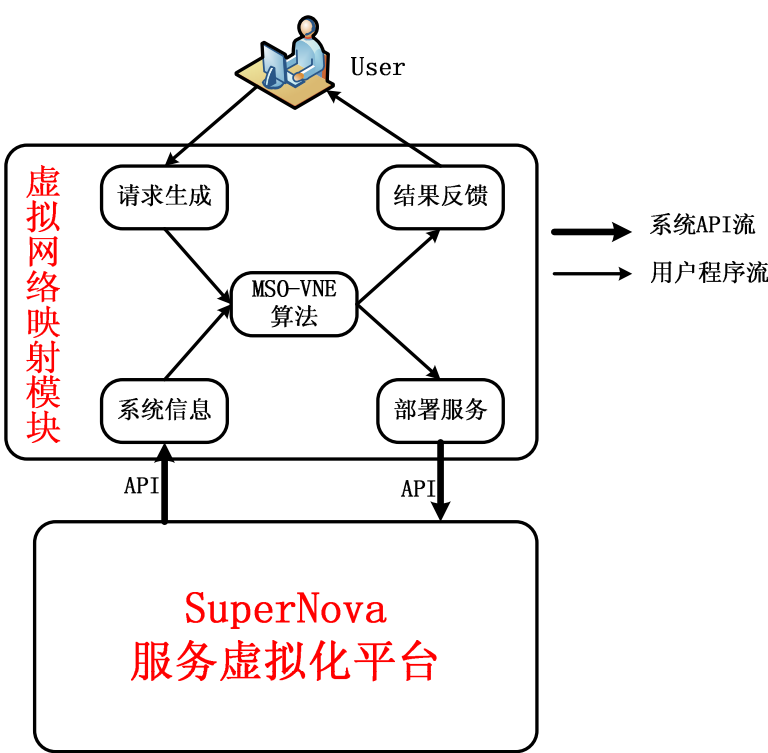 User
虚拟网络映射模块
请求生成
结果反馈
系统API流
用户程序流
MSO-VNE
算法
系统信息
部署服务
API
API
SuperNova
服务虚拟化平台